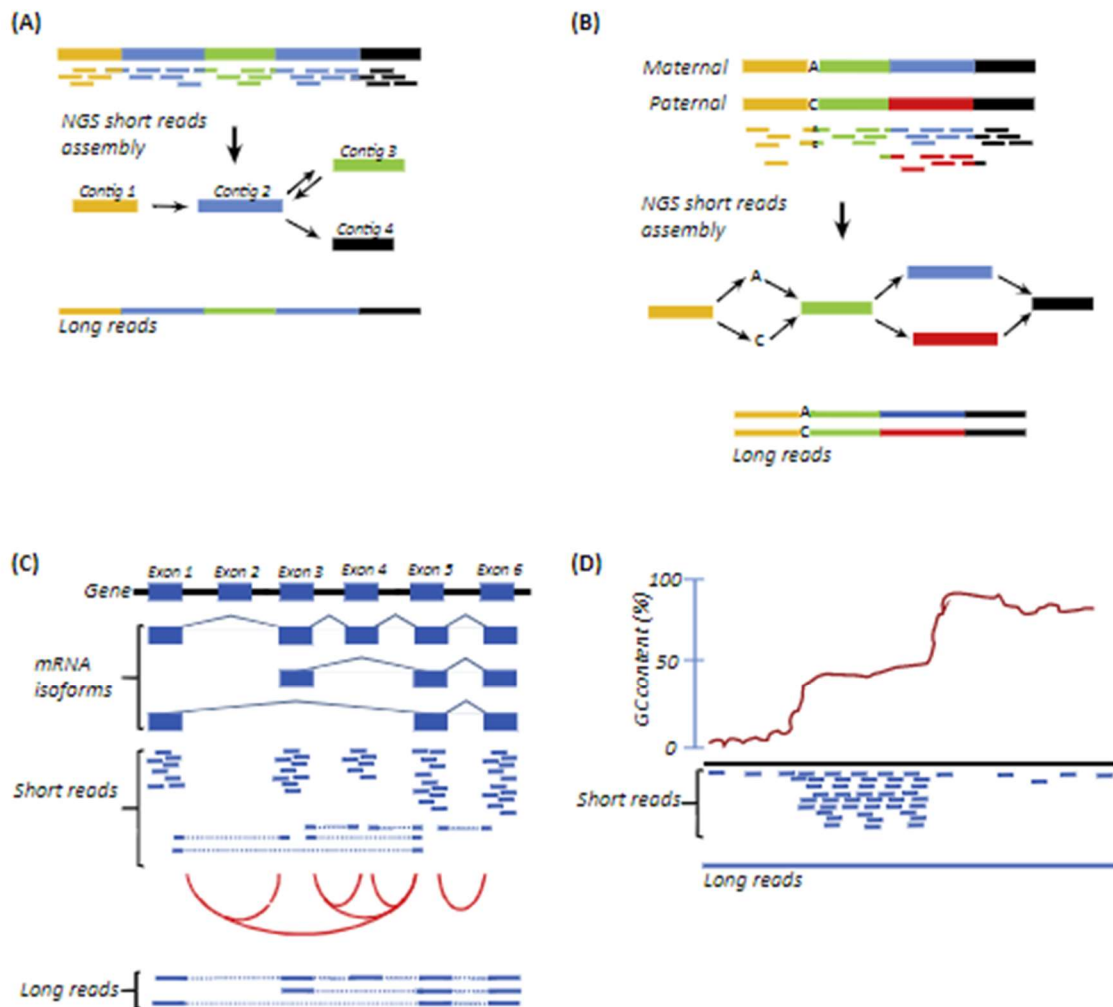 (A)
NGS short reads
assembly
Contig 1
Contig 2
Contig 3
Contig 4
Long reads
(B)
Maternal
A
Paternal
C
A
C
NGS short reads
assembly
A
C
A
C
Long reads
(C)
Exon 1 Exon 2 Exon 3 Exon 4 Exon 5 Exon 6
Gene
mRNA
isoforms
Short reads
Long reads
(D)
100
50
0
GC content (%)
Short reads
Long reads